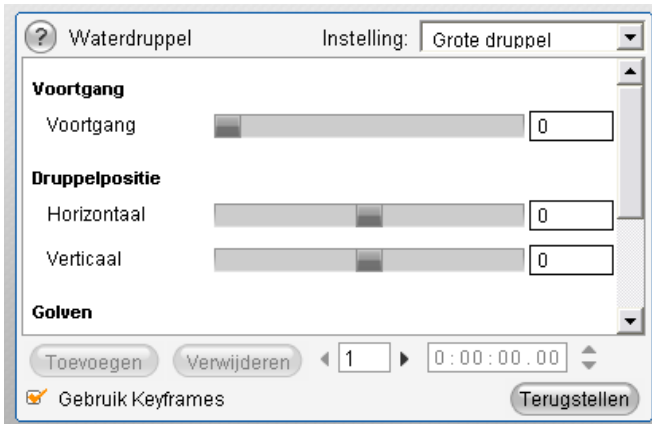 ? Waterdruppel Instelling: Grote druppel
Voortgang
Voortgang 0
Druppelpositie
Horizontaal 0
Verticaal 0
Golven
Toevoegen Verwijderen 1 0:00:00.00
Gebruik Keyframes Terugstellen